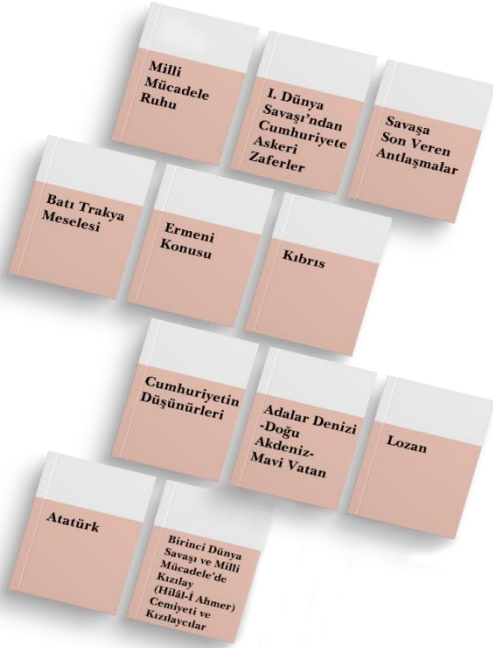 Milli
Mücadele
Ruhu
I. Dünya
Savaşı'ndan
Cumhuriyete
Askeri
Zaferler
Savaşa
Son Veren
Antlaşmalar
Batı Trakya
Meselesi
Ermeni
Konusu
Kıbrıs
Cumhuriyetin
Düşünürleri
Adalar Denizi
-Doğu
Akdeniz-
Mavi Vatan
Lozan
Atatürk
Birinci Dünya
Savaşı ve Milli
Mücadele'de
Kızılay
(Hilâl-İ Ahmer)
Cemiyeti ve
Kızılaycılar